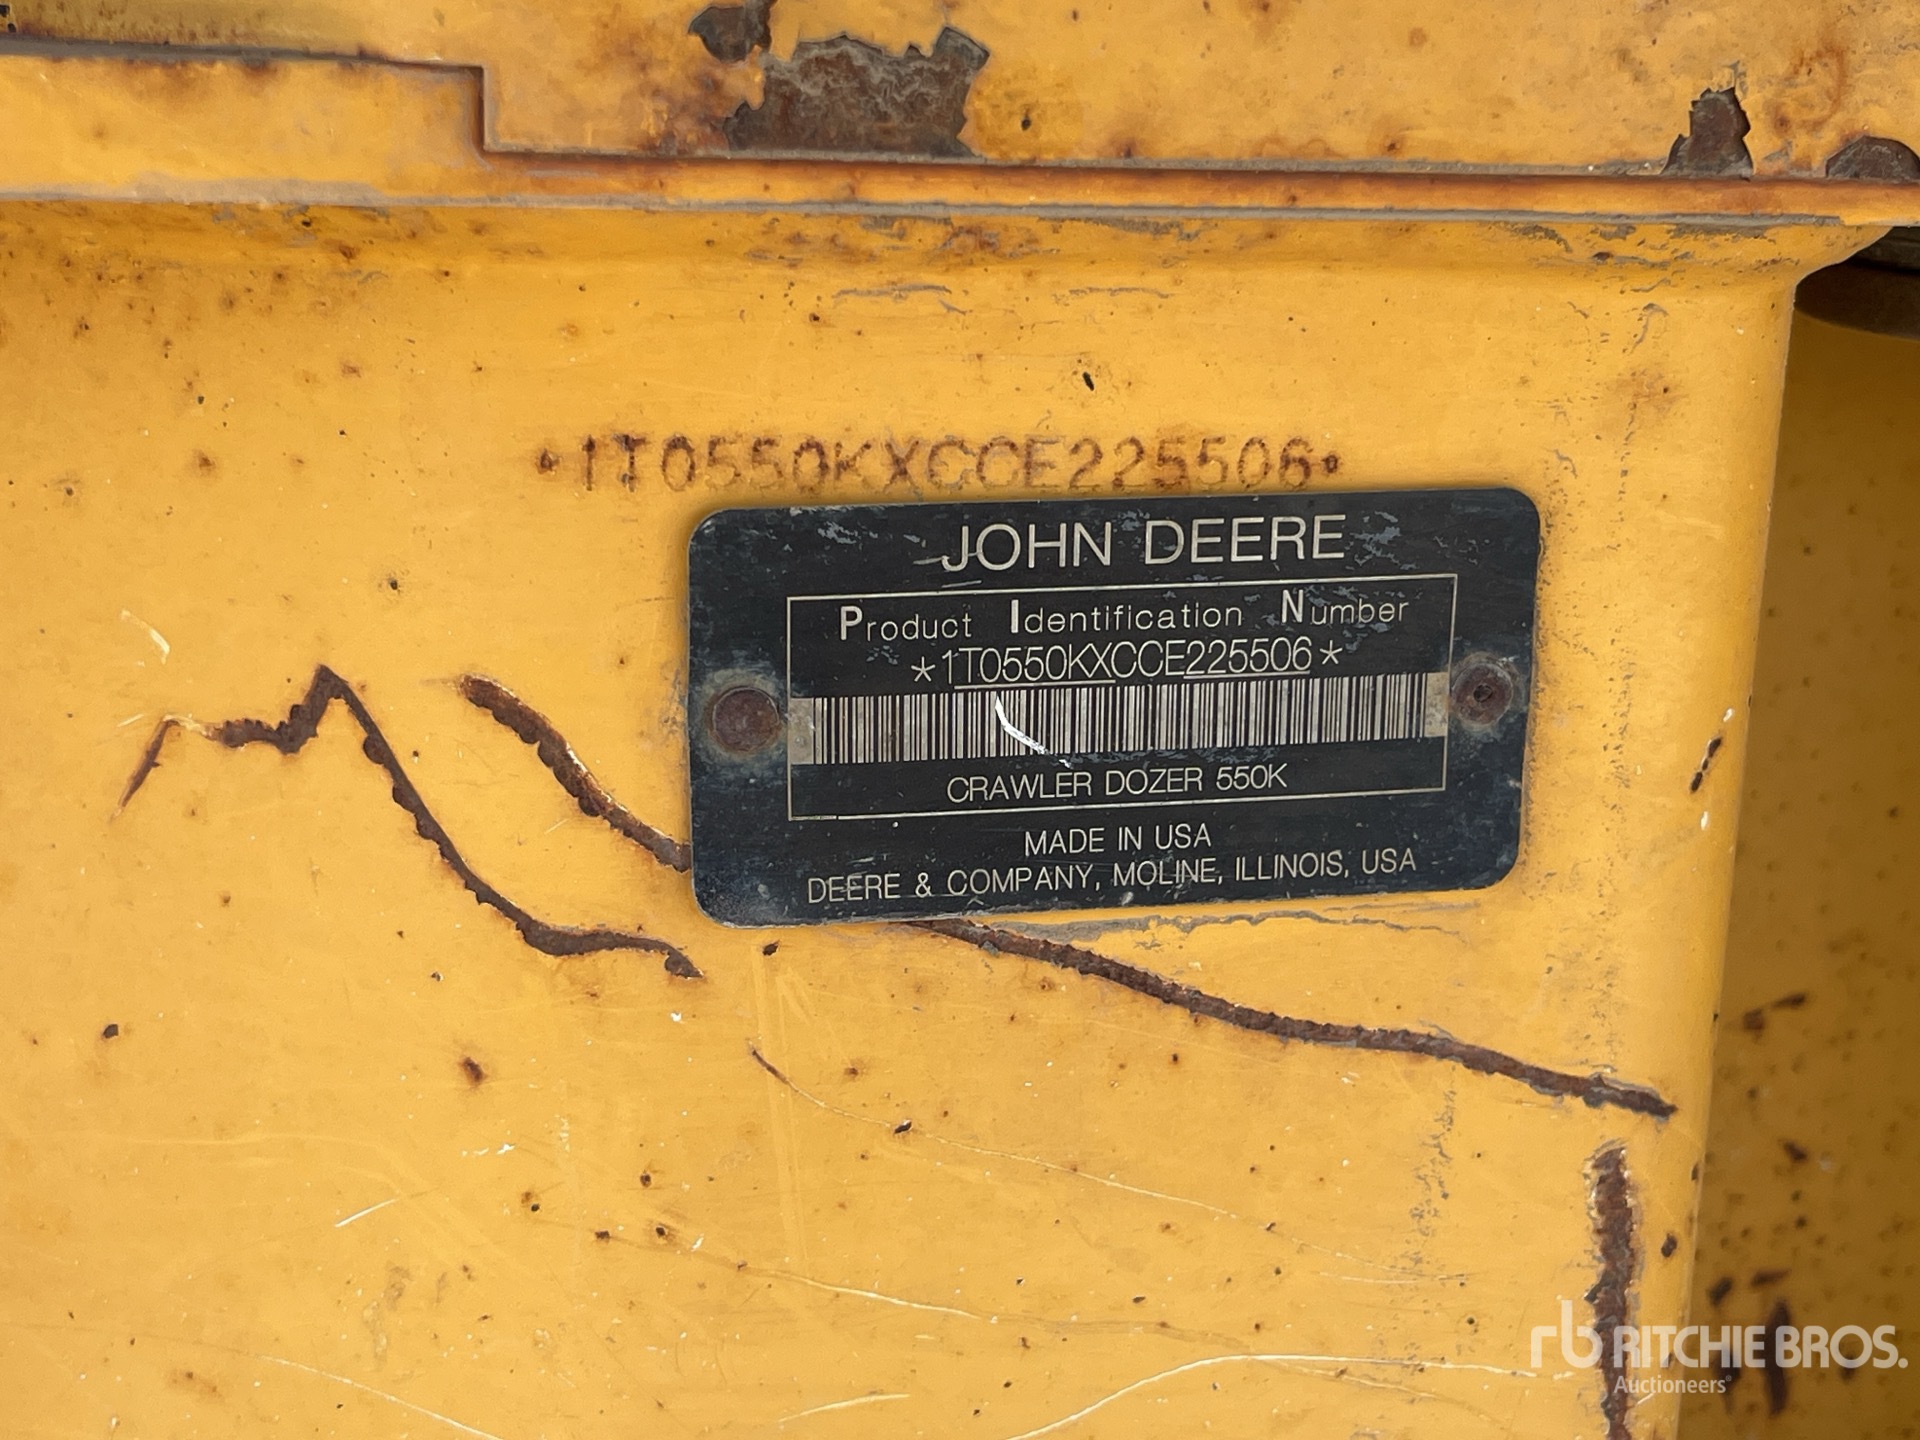 *1T0550KXCCE225506*
JOHN DEERE
Product Identification Number
*1T0550KXCCE225506*
CRAWLER DOZER 550K
MADE IN USA
DEERE & COMPANY, MOLINE, ILLINOIS, USA
rb RITCHIE BROS.
Auctioneers